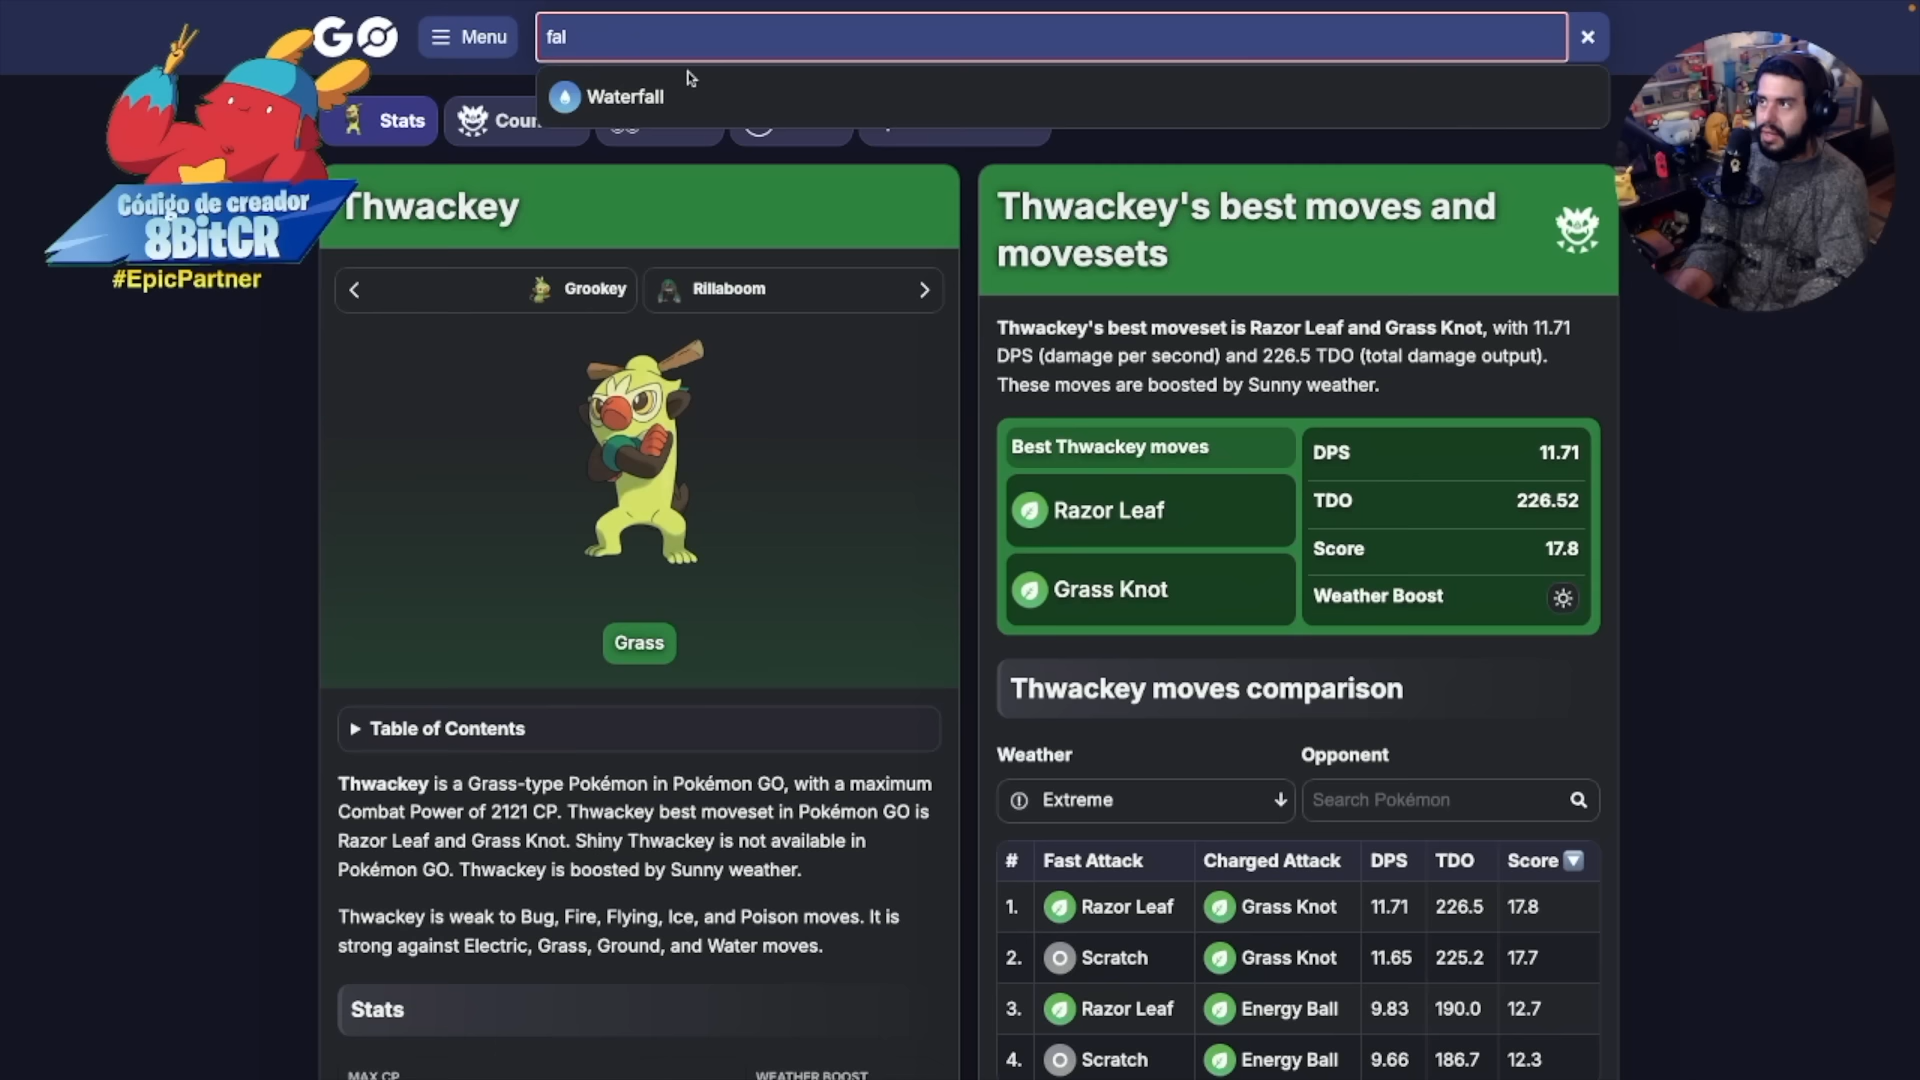 GO
Menu
fal
Waterfall
Stats
Coun
Código de creador
8BitCR
#EpicPartner
Thwackey
Grookey
Rillaboom
Grass
Table of Contents
Thwackey is a Grass-type Pokémon in Pokémon GO, with a maximum
Combat Power of 2121 CP. Thwackey best moveset in Pokémon GO is
Razor Leaf and Grass Knot. Shiny Thwackey is not available in
Pokémon GO. Thwackey is boosted by Sunny weather.
Thwackey is weak to Bug, Fire, Flying, Ice, and Poison moves. It is
strong against Electric, Grass, Ground, and Water moves.
Stats
MAX CP
WEATHER BOOST
Thwackey's best moves and
movesets
Thwackey's best moveset is Razor Leaf and Grass Knot, with 11.71
DPS (damage per second) and 226.5 TDO (total damage output).
These moves are boosted by Sunny weather.
Best Thwackey moves
Razor Leaf
Grass Knot
DPS 11.71
TDO 226.52
Score 17.8
Weather Boost
Thwackey moves comparison
Weather Opponent
Extreme Search Pokémon
# Fast Attack Charged Attack DPS TDO Score
1. Razor Leaf Grass Knot 11.71 226.5 17.8
2. Scratch Grass Knot 11.65 225.2 17.7
3. Razor Leaf Energy Ball 9.83 190.0 12.7
4. Scratch Energy Ball 9.66 186.7 12.3